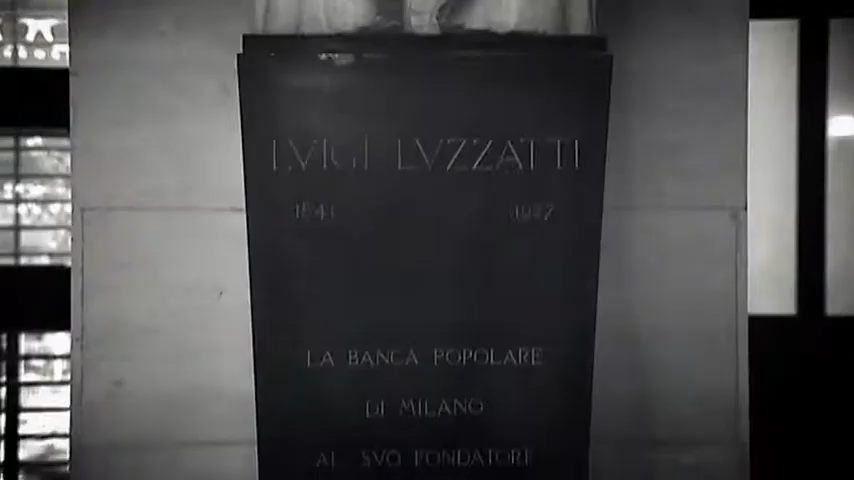 LVIGI LVZZATTI
1841 1927
LA BANCA POPOLARE
DI MILANO
AL SVO FONDATORE